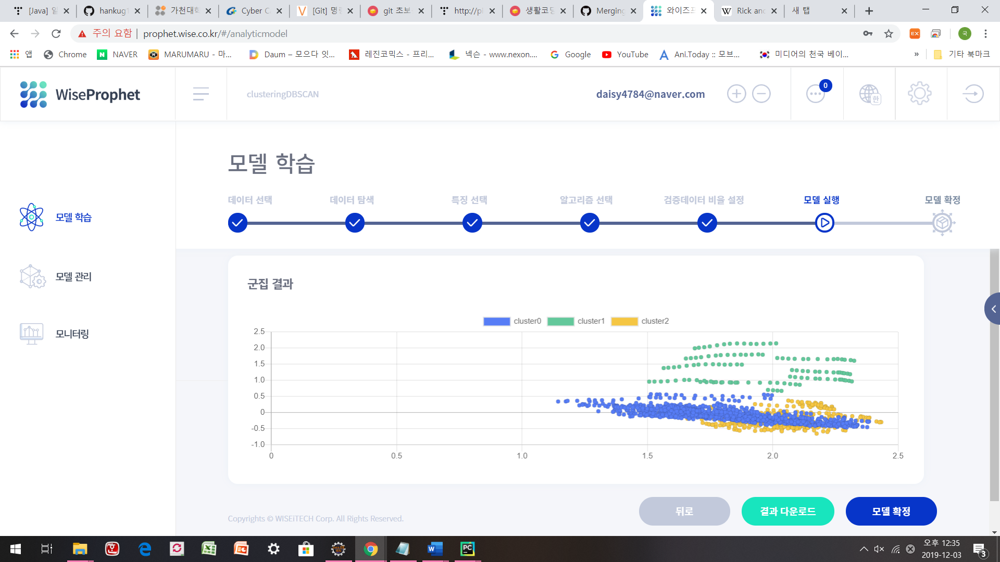 [Java] 일
hankug1
가천대학
Cyber C
[Git] 명령
git 초보
http://pi
생활코딩
Merging
와이즈프
Rick and
새 탭
주의 요함 | prophet.wise.co.kr/#/analyticmodel
EX
국
앱
Chrome
NAVER
MARUMARU - 마...
Daum – 모으다 잇...
레진코믹스 - 프리...
넥슨 - www.nexon....
Google
YouTube
Ani.Today :: 모브...
미디어의 천국 베이...
»
기타 북마크
WiseProphet
clusteringDBSCAN
daisy4784@naver.com
0
한
모델 학습
데이터 선택
데이터 탐색
특징 선택
알고리즘 선택
검증데이터 비율 설정
모델 실행
모델 확정
모델 학습
모델 관리
모니터링
군집 결과
cluster0 cluster1 cluster2
2.5
2.0
1.5
1.0
0.5
0
-0.5
-1.0
0 0.5 1.0 1.5 2.0 2.5
뒤로
결과 다운로드
모델 확정
Copyrights © WISEiTECH Corp. All Rights Reserved.
오후 12:35
2019-12-03
3